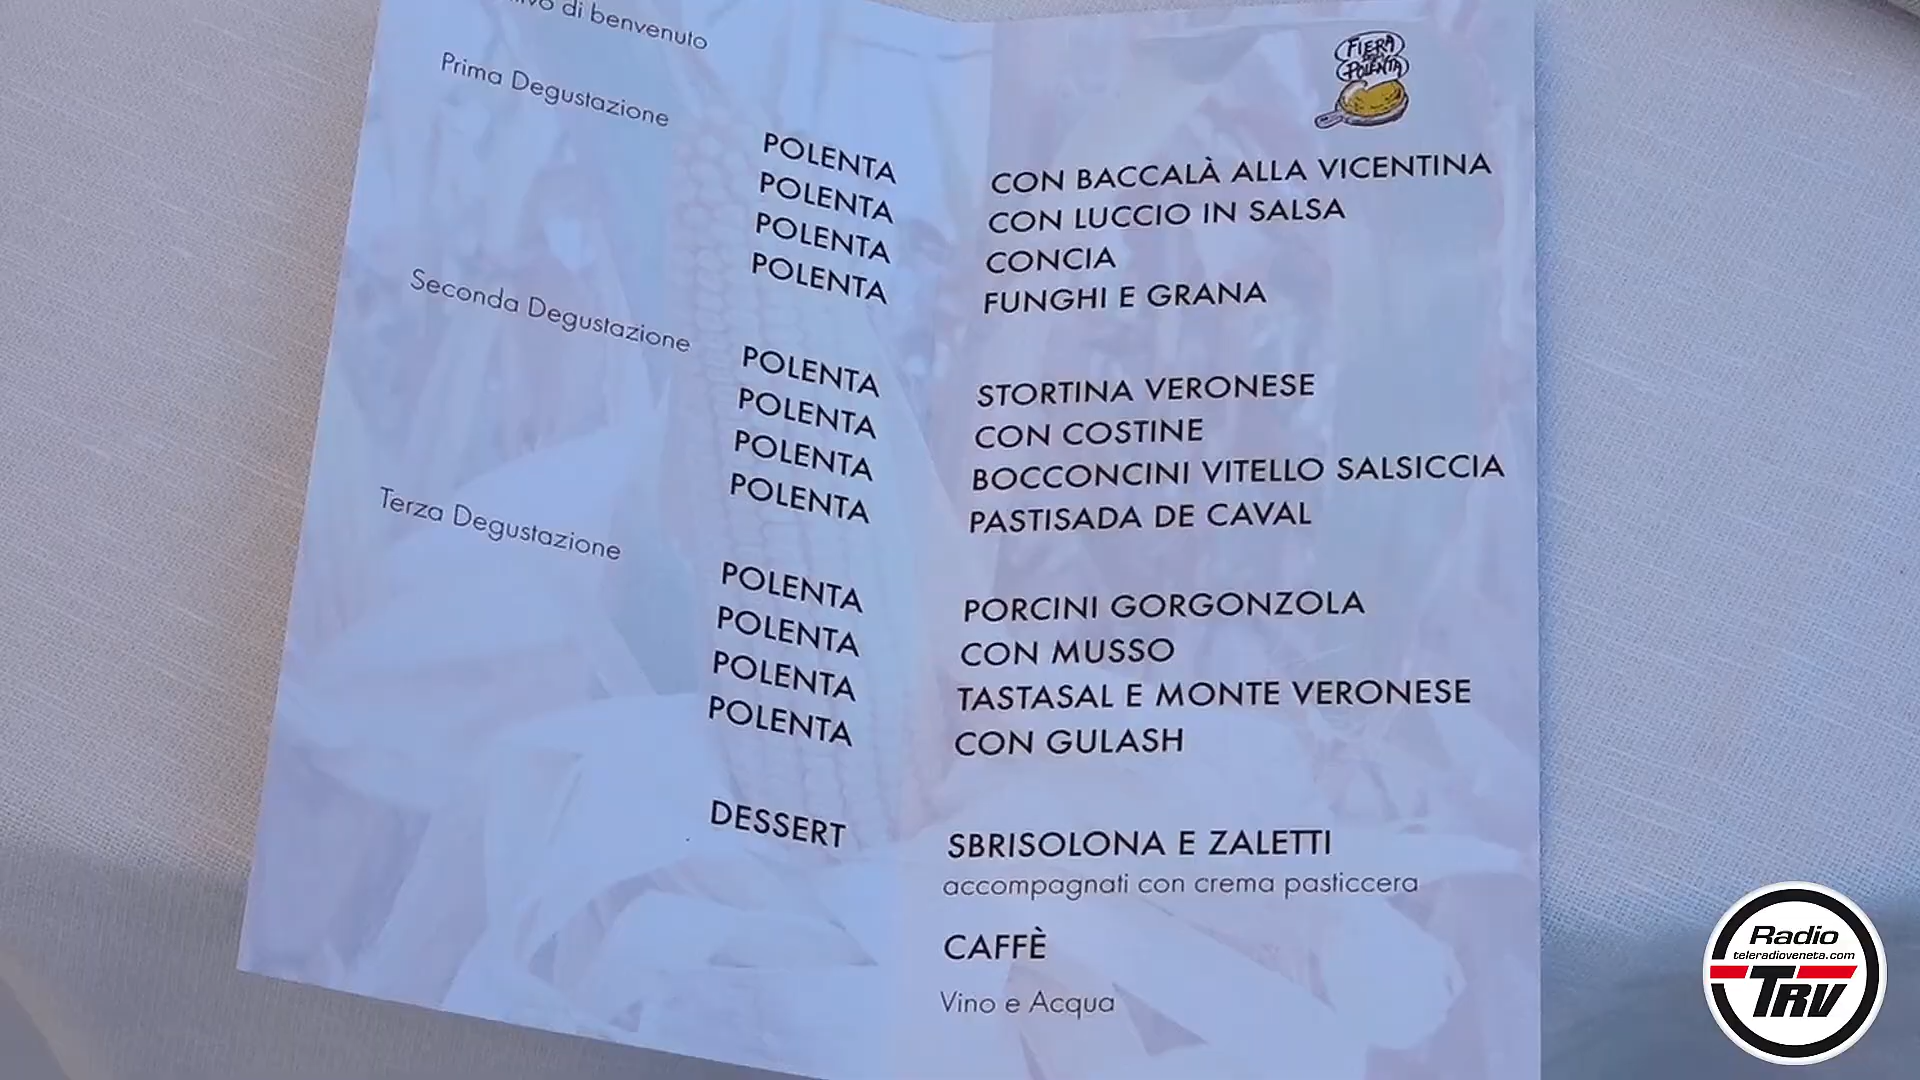 di benvenuto
Prima Degustazione
FIERA
POLENTA
POLENTA CON BACCALÀ ALLA VICENTINA
POLENTA CON LUCCIO IN SALSA
POLENTA CONCIA
POLENTA FUNGHI E GRANA
Seconda Degustazione
POLENTA STORTINA VERONESE
POLENTA CON COSTINE
POLENTA BOCCONCINI VITELLO SALSICCIA
POLENTA PASTISADA DE CAVAL
Terza Degustazione
POLENTA PORCINI GORGONZOLA
POLENTA CON MUSSO
POLENTA TASTASAL E MONTE VERONESE
POLENTA CON GULASH
DESSERT SBRISOLONA E ZALETTI
accompagnati con crema pasticcera
CAFFÈ
Vino e Acqua
Radio
teleradioveneta.com
TRV